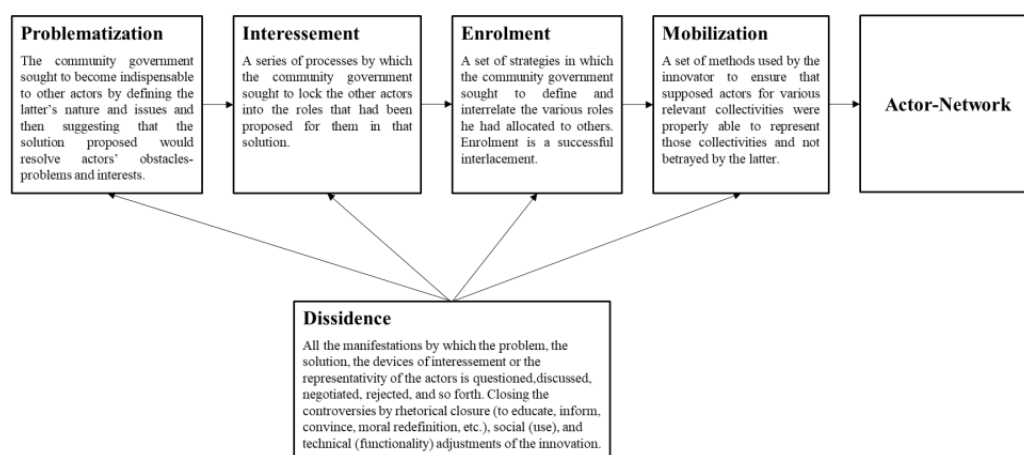 Problematization
The community government
sought to become indispensable
to other actors by defining the
latter's nature and issues and
then suggesting that the
solution proposed would
resolve actors' obstacles-
problems and interests.
Interessement
A series of processes by which
the community government
sought to lock the other actors
into the roles that had been
proposed for them in that
solution.
Enrolment
A set of strategies in which
the community government
sought to define and
interrelate the various roles
he had allocated to others.
Enrolment is a successful
interlacement.
Mobilization
A set of methods used by the
innovator to ensure that
supposed actors for various
relevant collectivities were
properly able to represent
those collectivities and not
betrayed by the latter.
Actor-Network
Dissidence
All the manifestations by which the problem, the
solution, the devices of interessement or the
representativity of the actors is questioned,discussed,
negotiated, rejected, and so forth. Closing the
controversies by rhetorical closure (to educate, inform,
convince, moral redefinition, etc.), social (use), and
technical (functionality) adjustments of the innovation.